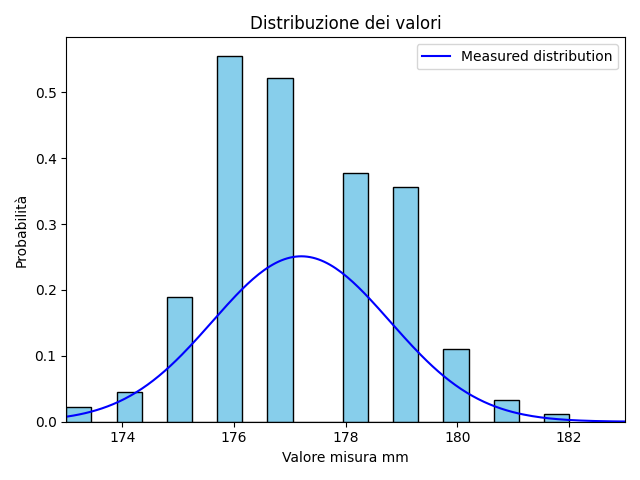 Distribuzione dei valori
Measured distribution
Probabilità
0.5
0.4
0.3
0.2
0.1
0.0
174 176 178 180 182
Valore misura mm